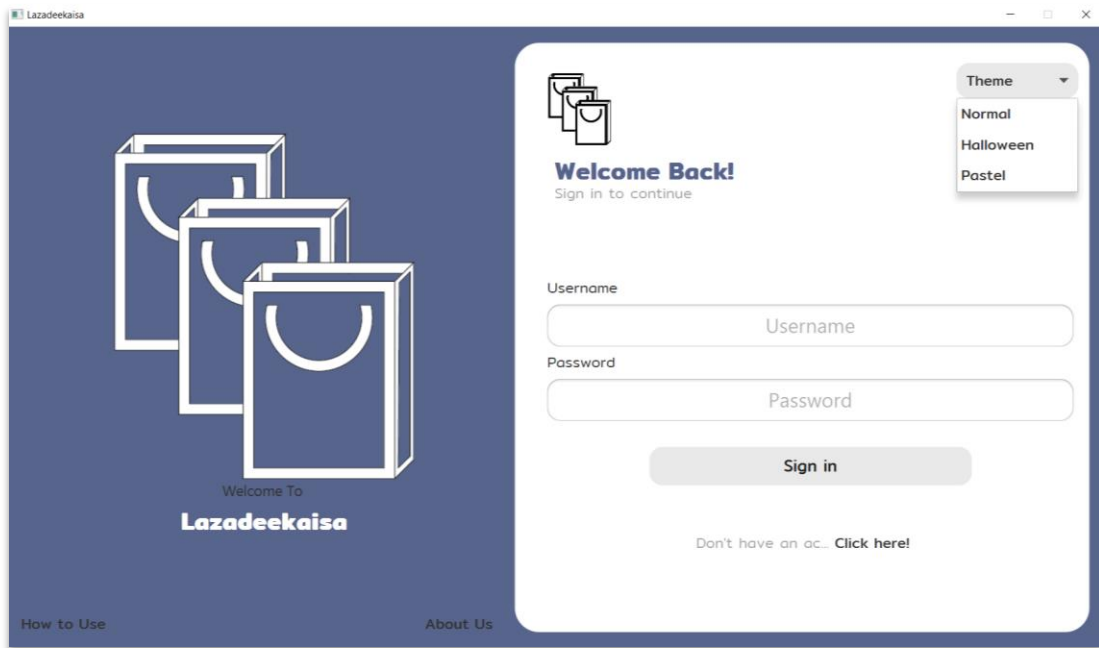 Lazadeekaisa
Welcome To
Lazadeekaisa
How to Use
About Us
Theme
Normal
Halloween
Pastel
Welcome Back!
Sign in to continue
Username
Username
Password
Password
Sign in
Don't have an ac... Click here!